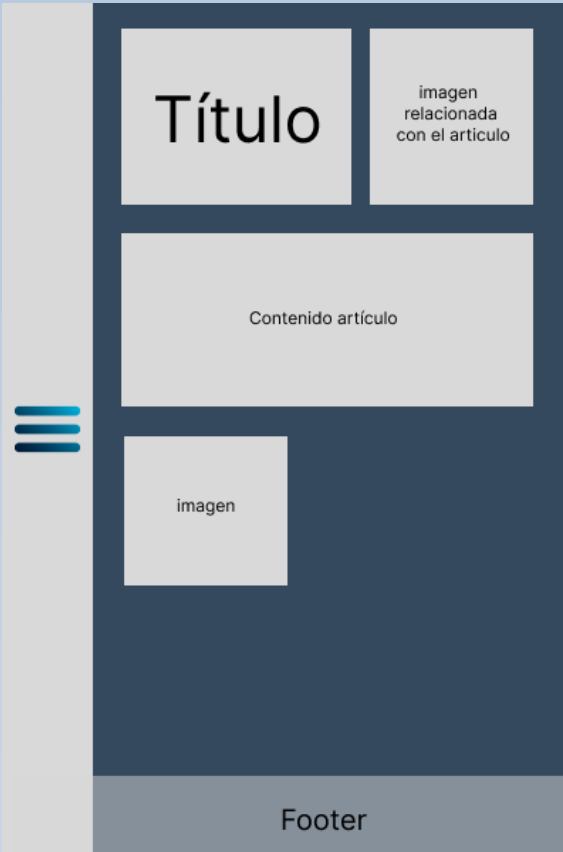 Título
imagen
relacionada
con el articulo
Contenido artículo
imagen
Footer